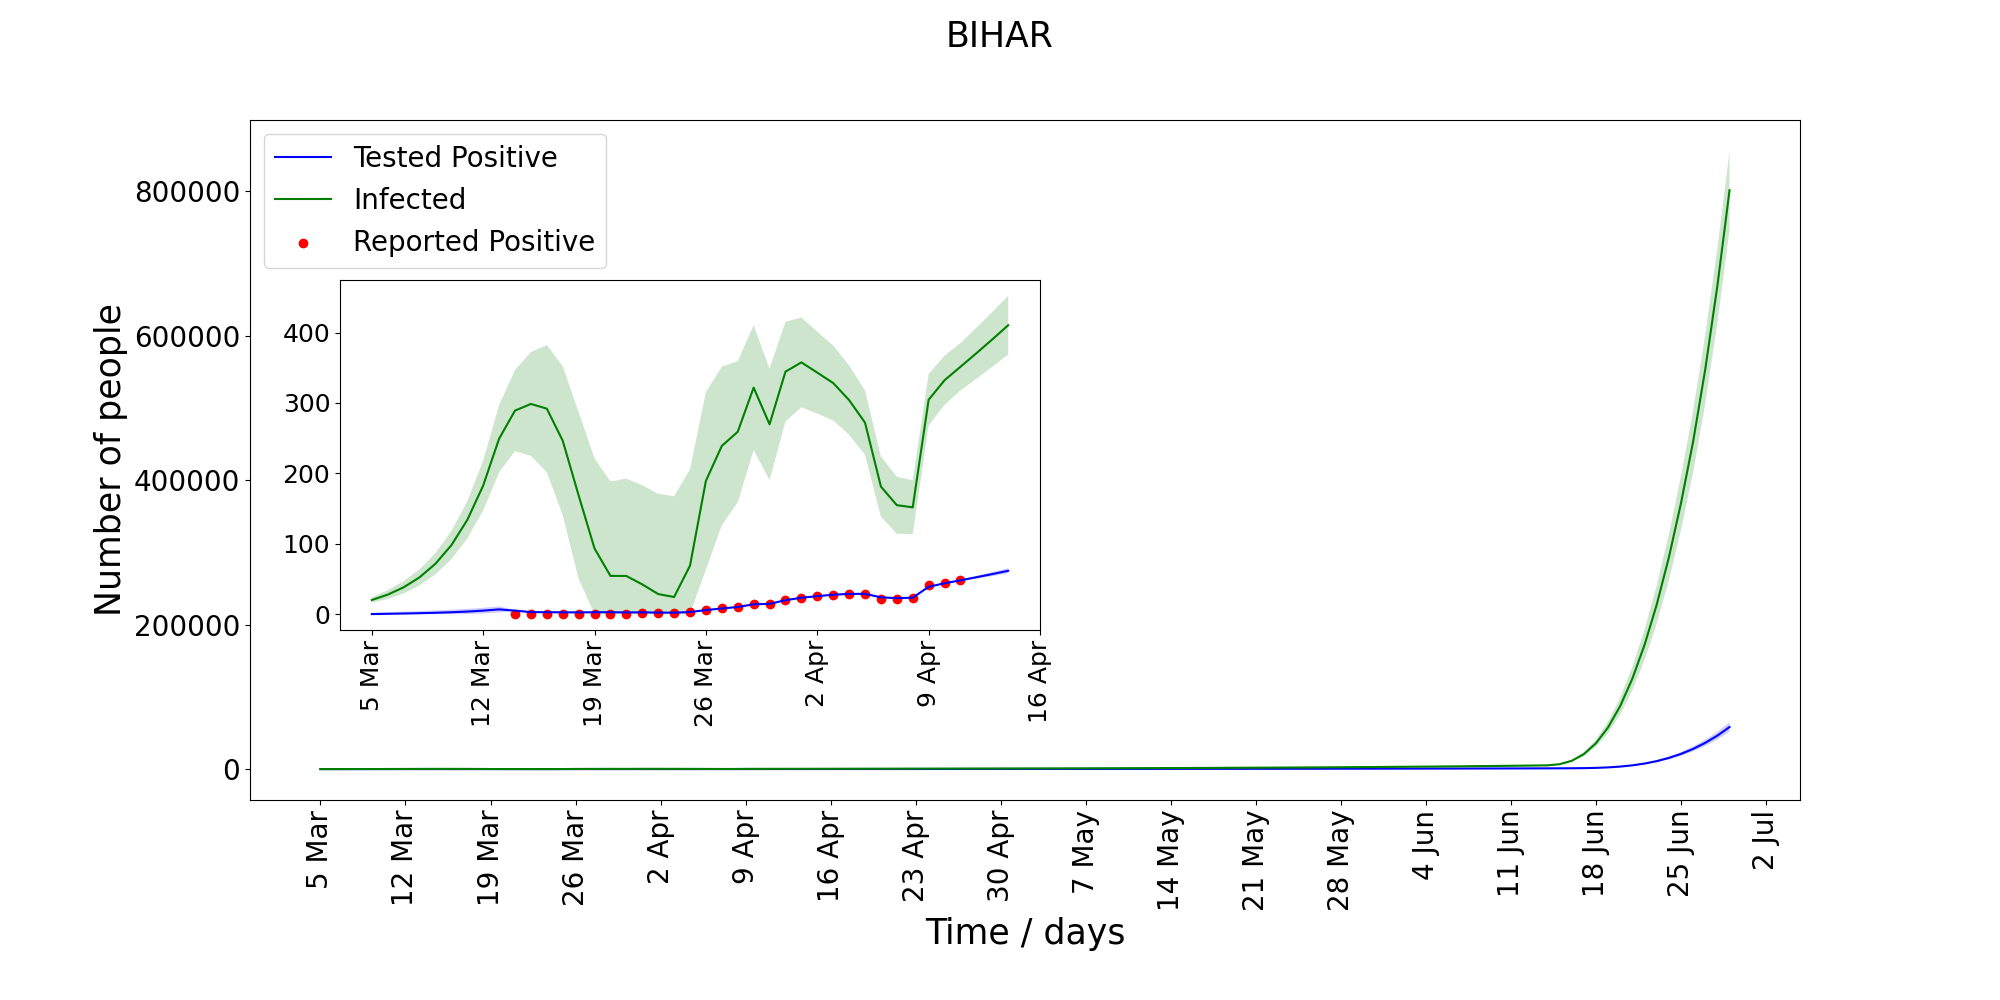 BIHAR
Tested Positive
Infected
Reported Positive
Number of people
800000
600000
400000
200000
0
400
300
200
100
0
5 Mar
12 Mar
19 Mar
26 Mar
2 Apr
9 Apr
16 Apr
5 Mar
12 Mar
19 Mar
26 Mar
2 Apr
9 Apr
16 Apr
23 Apr
30 Apr
7 May
14 May
21 May
28 May
4 Jun
11 Jun
18 Jun
25 Jun
2 Jul
Time / days